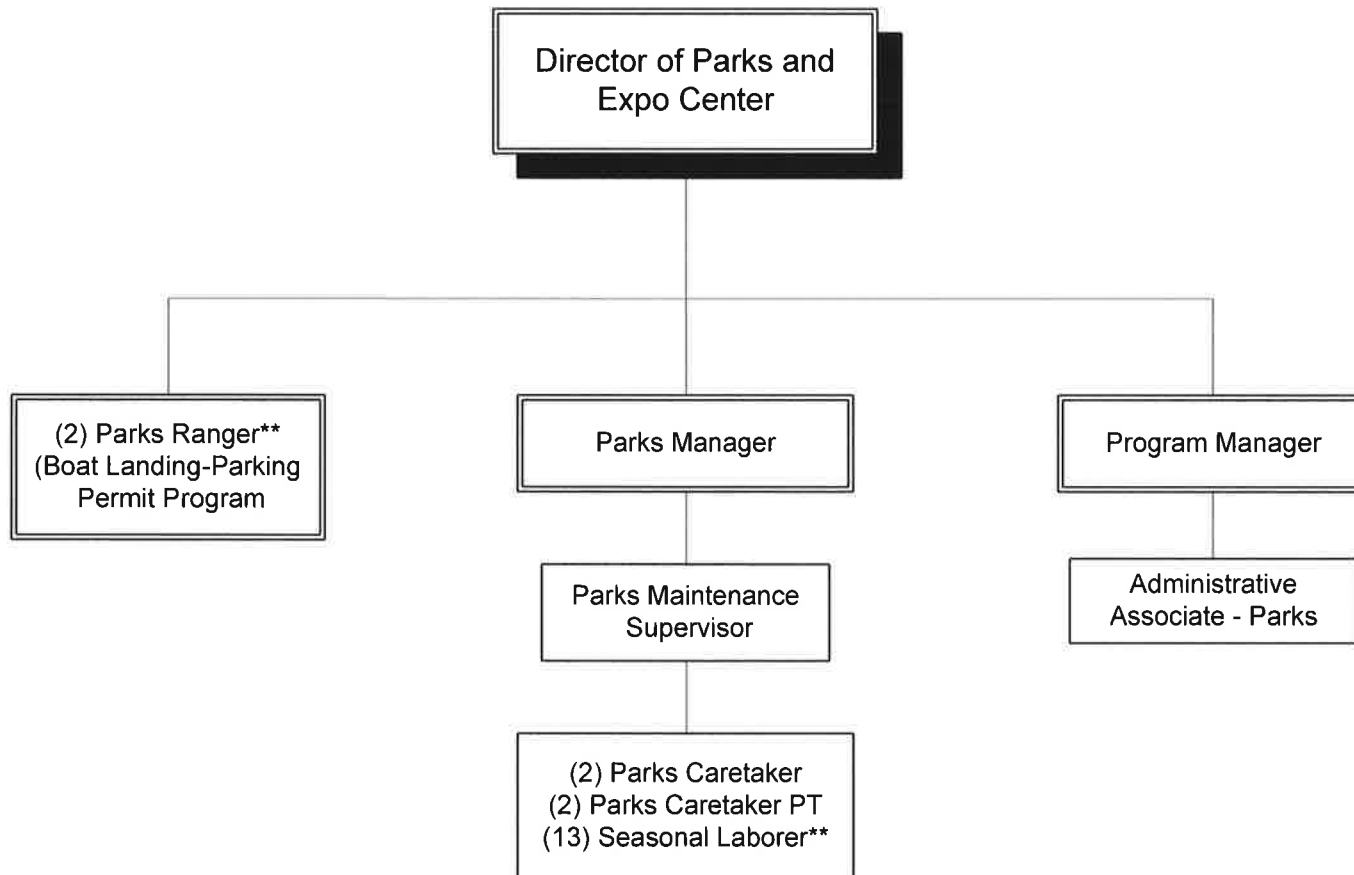 Director of Parks and
Expo Center
(2) Parks Ranger**
(Boat Landing-Parking
Permit Program
Parks Manager
Program Manager
Parks Maintenance
Supervisor
Administrative
Associate - Parks
(2) Parks Caretaker
(2) Parks Caretaker PT
(13) Seasonal Laborer**